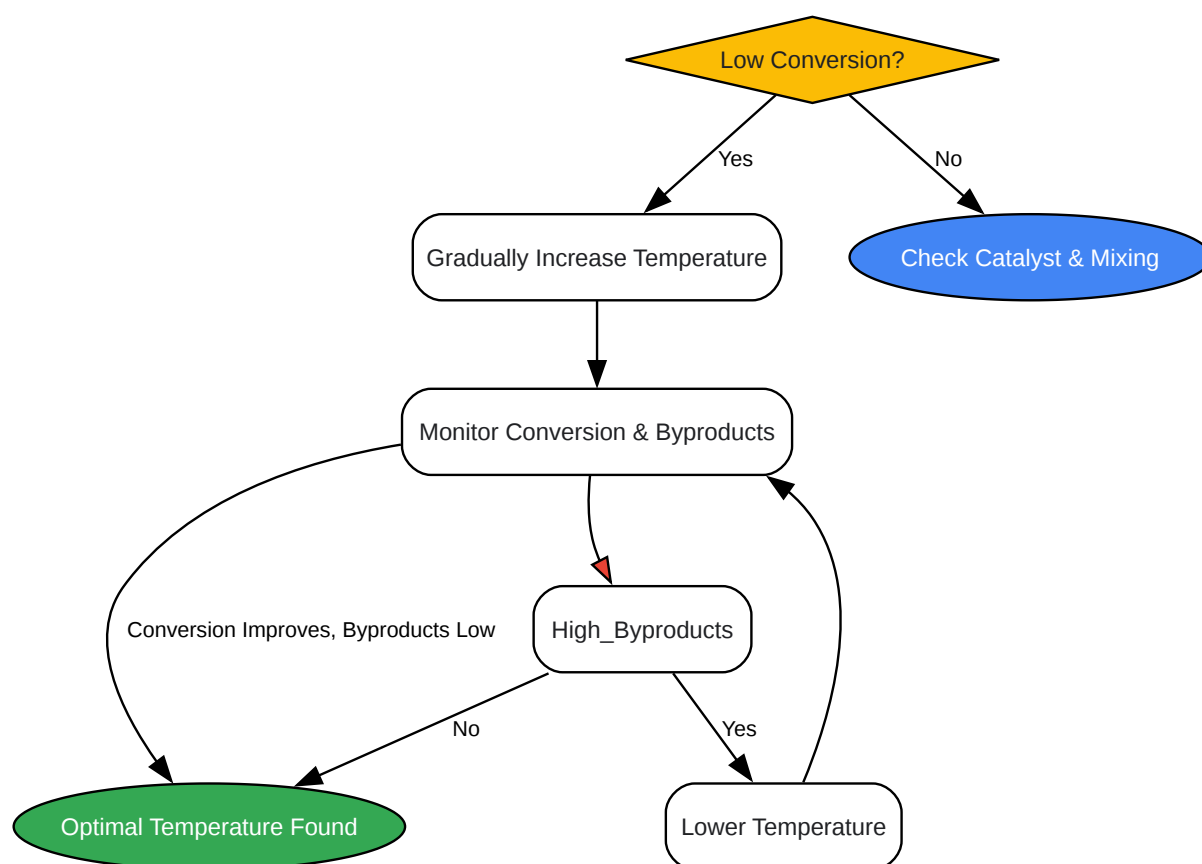 Low Conversion?
Yes
No
Gradually Increase Temperature
Check Catalyst & Mixing
Monitor Conversion & Byproducts
Conversion Improves, Byproducts Low
High_Byproducts
No
Yes
Optimal Temperature Found
Lower Temperature